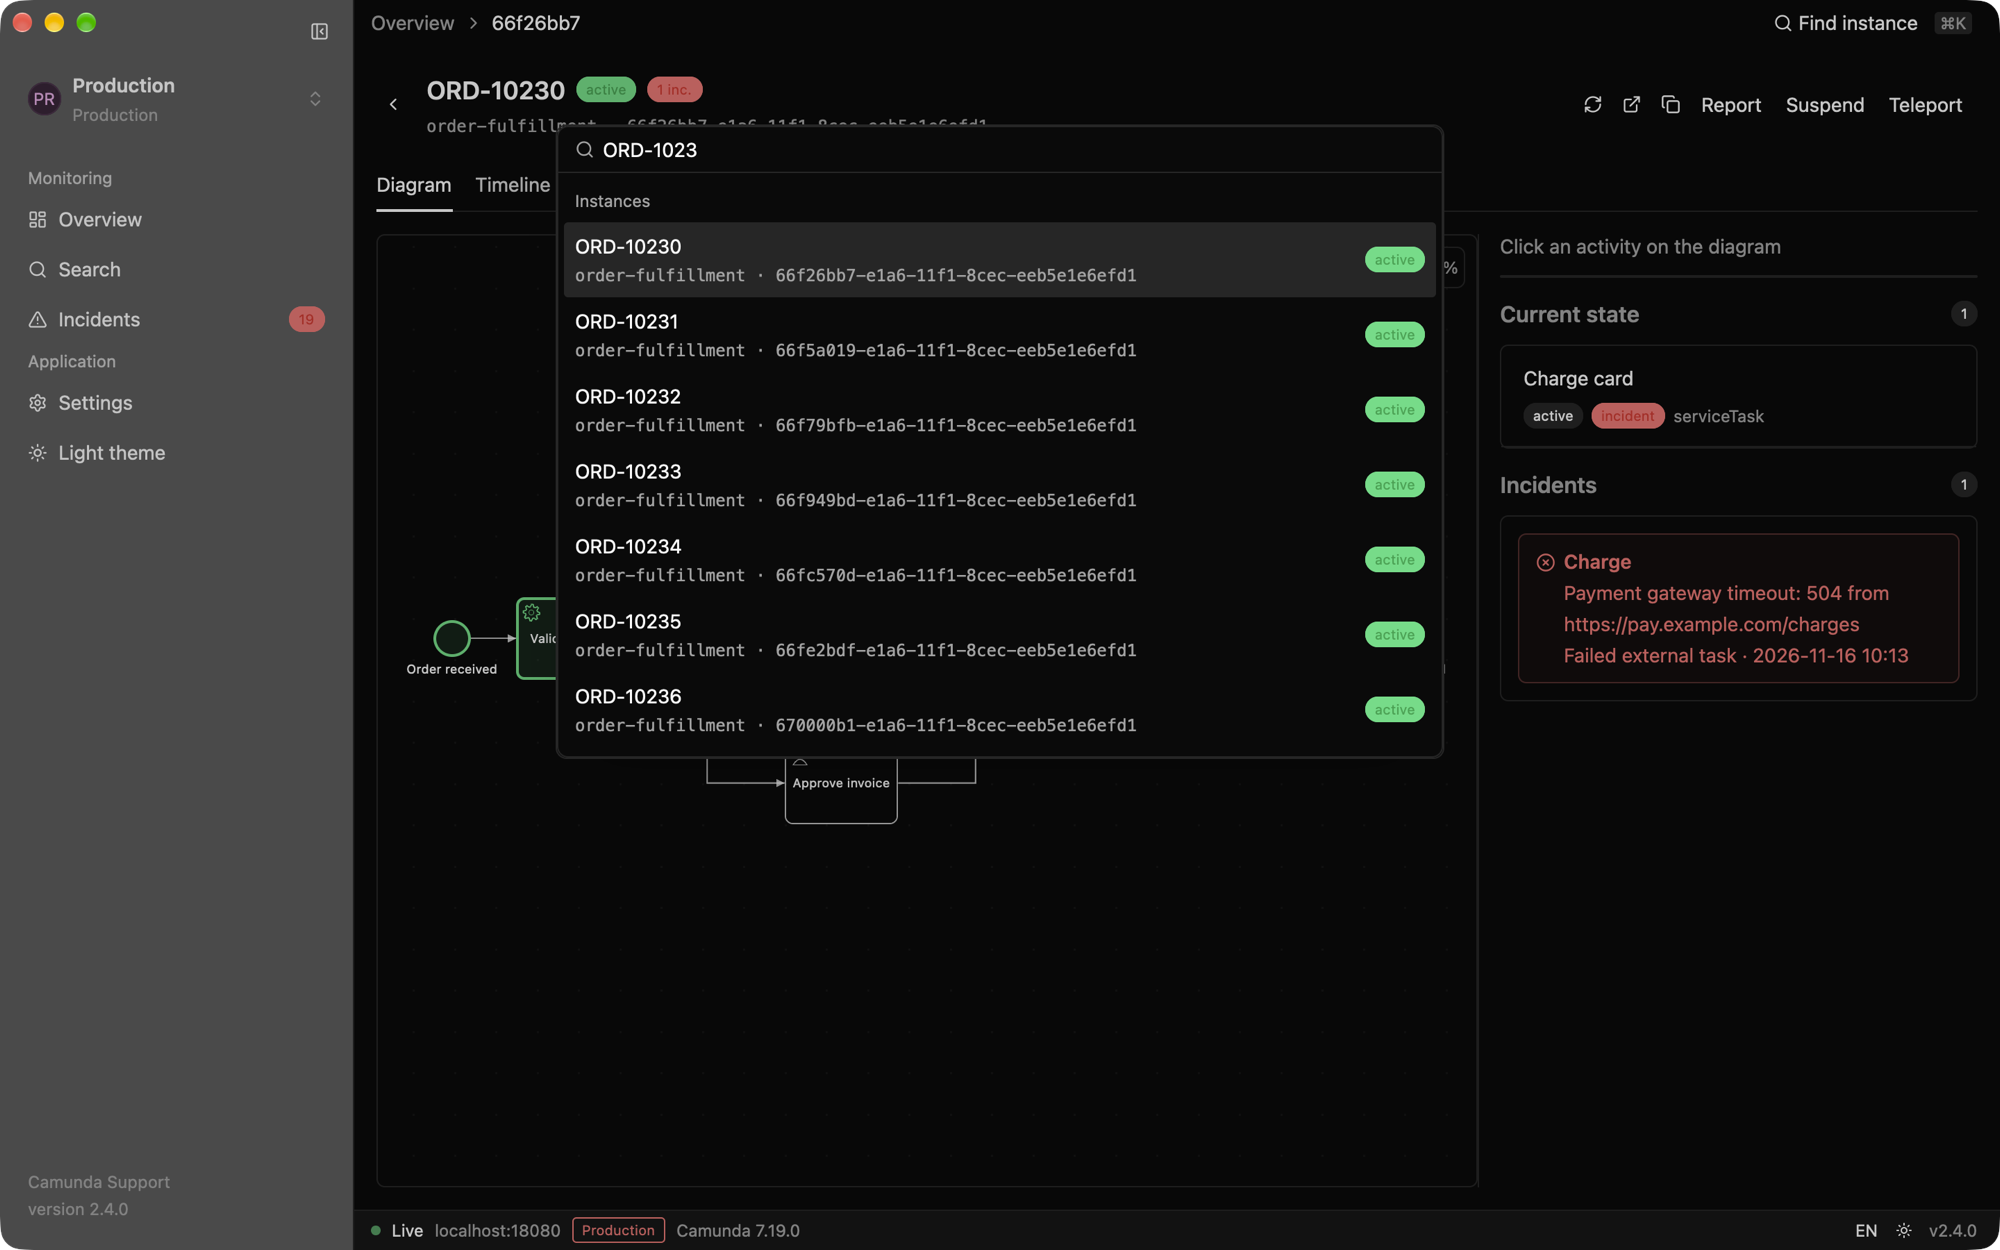 Overview > 66f26bb7
Find instance ⌘K
PR
Production
Production
ORD-10230 active 1 inc.
order-fulfillment 66f26bb7-e1a6-11f1-8cec-eeb5e1e6efd1
Report Suspend Teleport
Monitoring
Overview
Search
Incidents 19
Application
Settings
Light theme
Diagram Timeline
ORD-1023
Instances
ORD-10230
order-fulfillment · 66f26bb7-e1a6-11f1-8cec-eeb5e1e6efd1
active
ORD-10231
order-fulfillment · 66f5a019-e1a6-11f1-8cec-eeb5e1e6efd1
active
ORD-10232
order-fulfillment · 66f79bfb-e1a6-11f1-8cec-eeb5e1e6efd1
active
ORD-10233
order-fulfillment · 66f949bd-e1a6-11f1-8cec-eeb5e1e6efd1
active
ORD-10234
order-fulfillment · 66fc570d-e1a6-11f1-8cec-eeb5e1e6efd1
active
ORD-10235
order-fulfillment · 66fe2bdf-e1a6-11f1-8cec-eeb5e1e6efd1
active
ORD-10236
order-fulfillment · 670000b1-e1a6-11f1-8cec-eeb5e1e6efd1
active
%
Order received
Valid
Approve invoice
Click an activity on the diagram
Current state 1
Charge card
active incident serviceTask
Incidents 1
Charge
Payment gateway timeout: 504 from
https://pay.example.com/charges
Failed external task · 2026-11-16 10:13
Camunda Support
version 2.4.0
Live localhost:18080 Production Camunda 7.19.0
EN v2.4.0